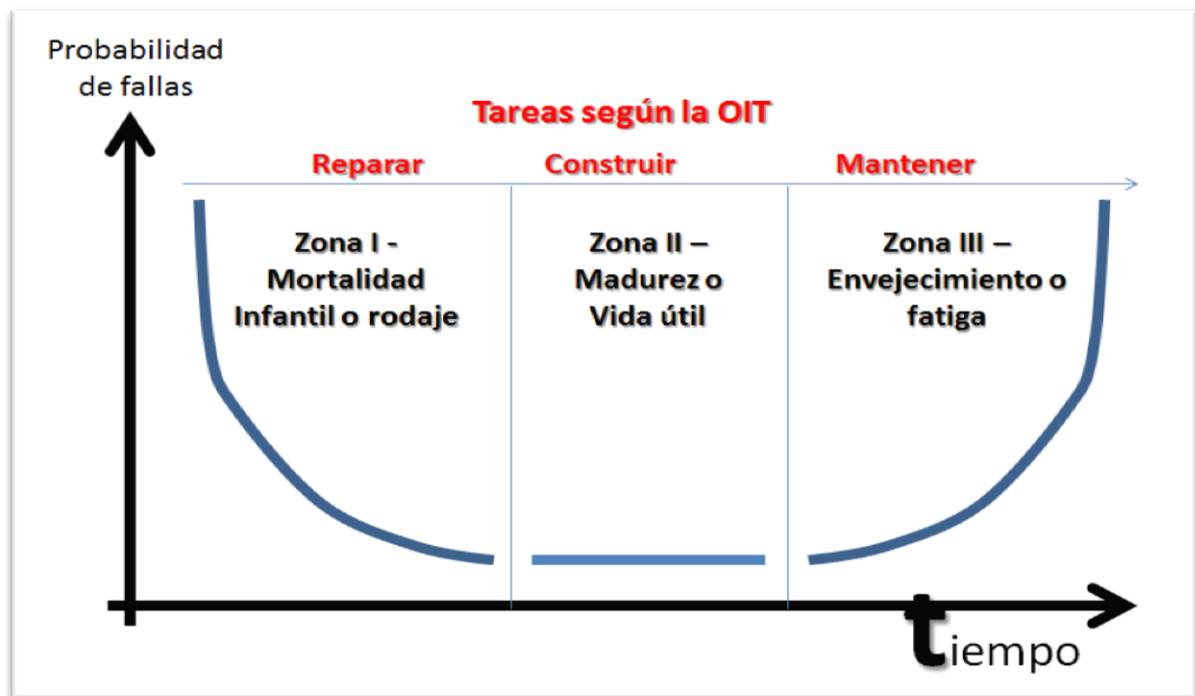 Probabilidad
de fallas
Tareas según la OIT
Reparar Construir Mantener
Zona I -
Mortalidad
Infantil o rodaje
Zona II –
Madurez o
Vida útil
Zona III –
Envejecimiento o
fatiga
tiempo